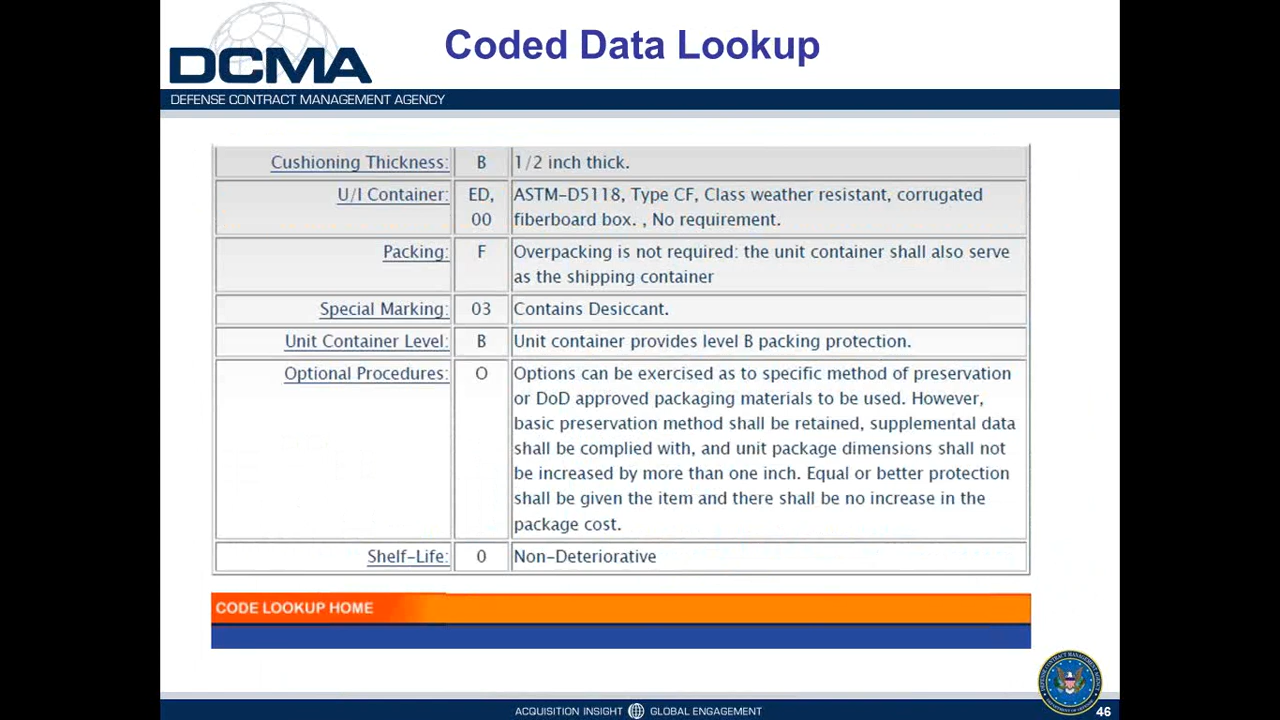 DCMA
Coded Data Lookup
DEFENSE CONTRACT MANAGEMENT AGENCY
Cushioning Thickness: B 1/2 inch thick.
U/I Container: ED, ASTM-D5118, Type CF, Class weather resistant, corrugated
00 fiberboard box. , No requirement.
Packing: F Overpacking is not required: the unit container shall also serve
as the shipping container
Special Marking: 03 Contains Desiccant.
Unit Container Level: B Unit container provides level B packing protection.
Optional Procedures: O Options can be exercised as to specific method of preservation
or DoD approved packaging materials to be used. However,
basic preservation method shall be retained, supplemental data
shall be complied with, and unit package dimensions shall not
be increased by more than one inch. Equal or better protection
shall be given the item and there shall be no increase in the
package cost.
Shelf-Life: 0 Non-Deteriorative
CODE LOOKUP HOME
ACQUISITION INSIGHT GLOBAL ENGAGEMENT
46